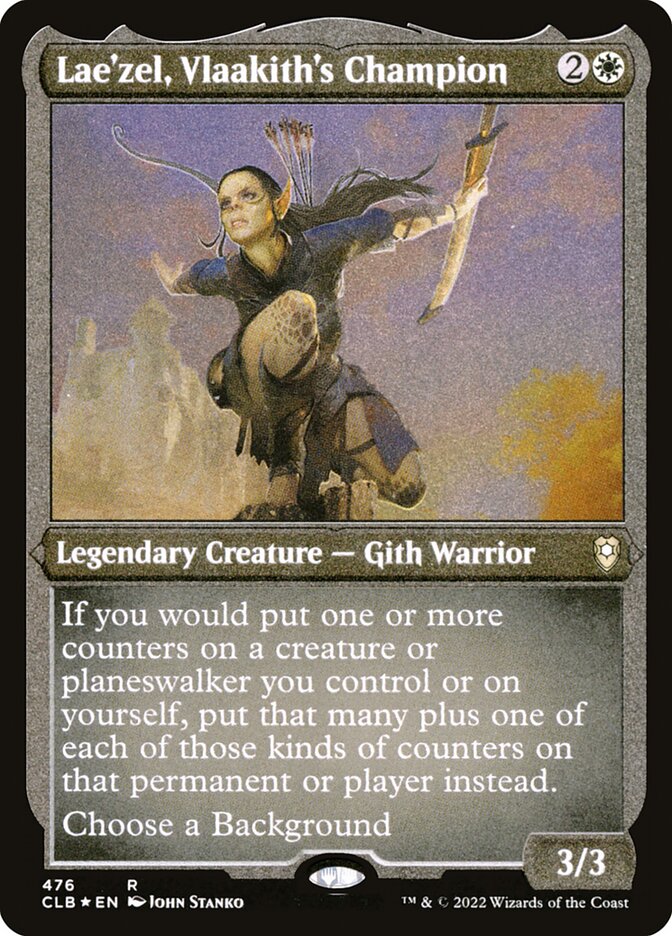 Lae'zel, Vlaakith's Champion 2
Legendary Creature — Gith Warrior
If you would put one or more
counters on a creature or
planeswalker you control or on
yourself, put that many plus one of
each of those kinds of counters on
that permanent or player instead.
Choose a Background
3/3
476 R
CLB★EN John Stanko
™ & © 2022 Wizards of the Coast